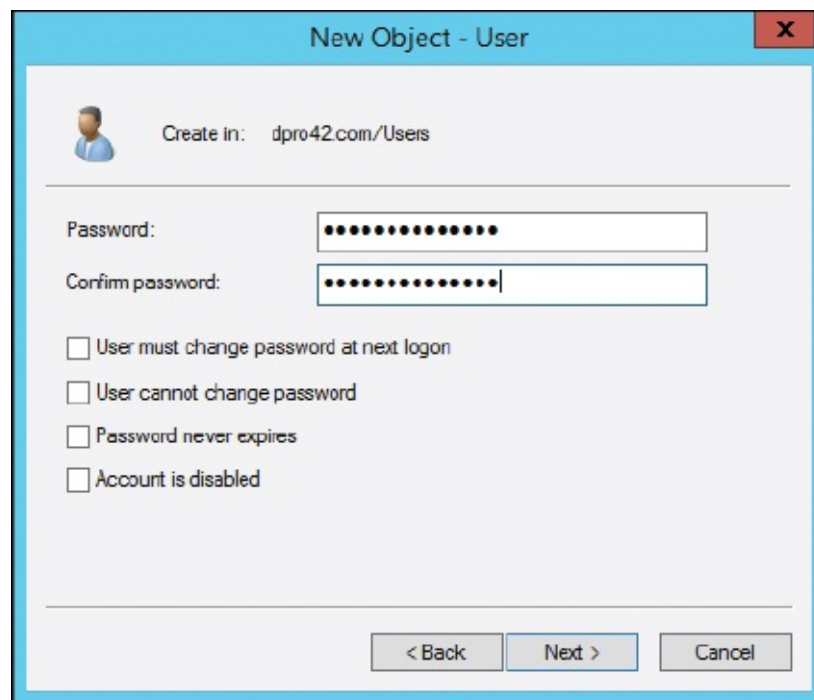 New Object - User
X
Create in: dpro42.com/Users
Password: ••••••••••••••
Confirm password: ••••••••••••••
User must change password at next logon
User cannot change password
Password never expires
Account is disabled
< Back Next > Cancel